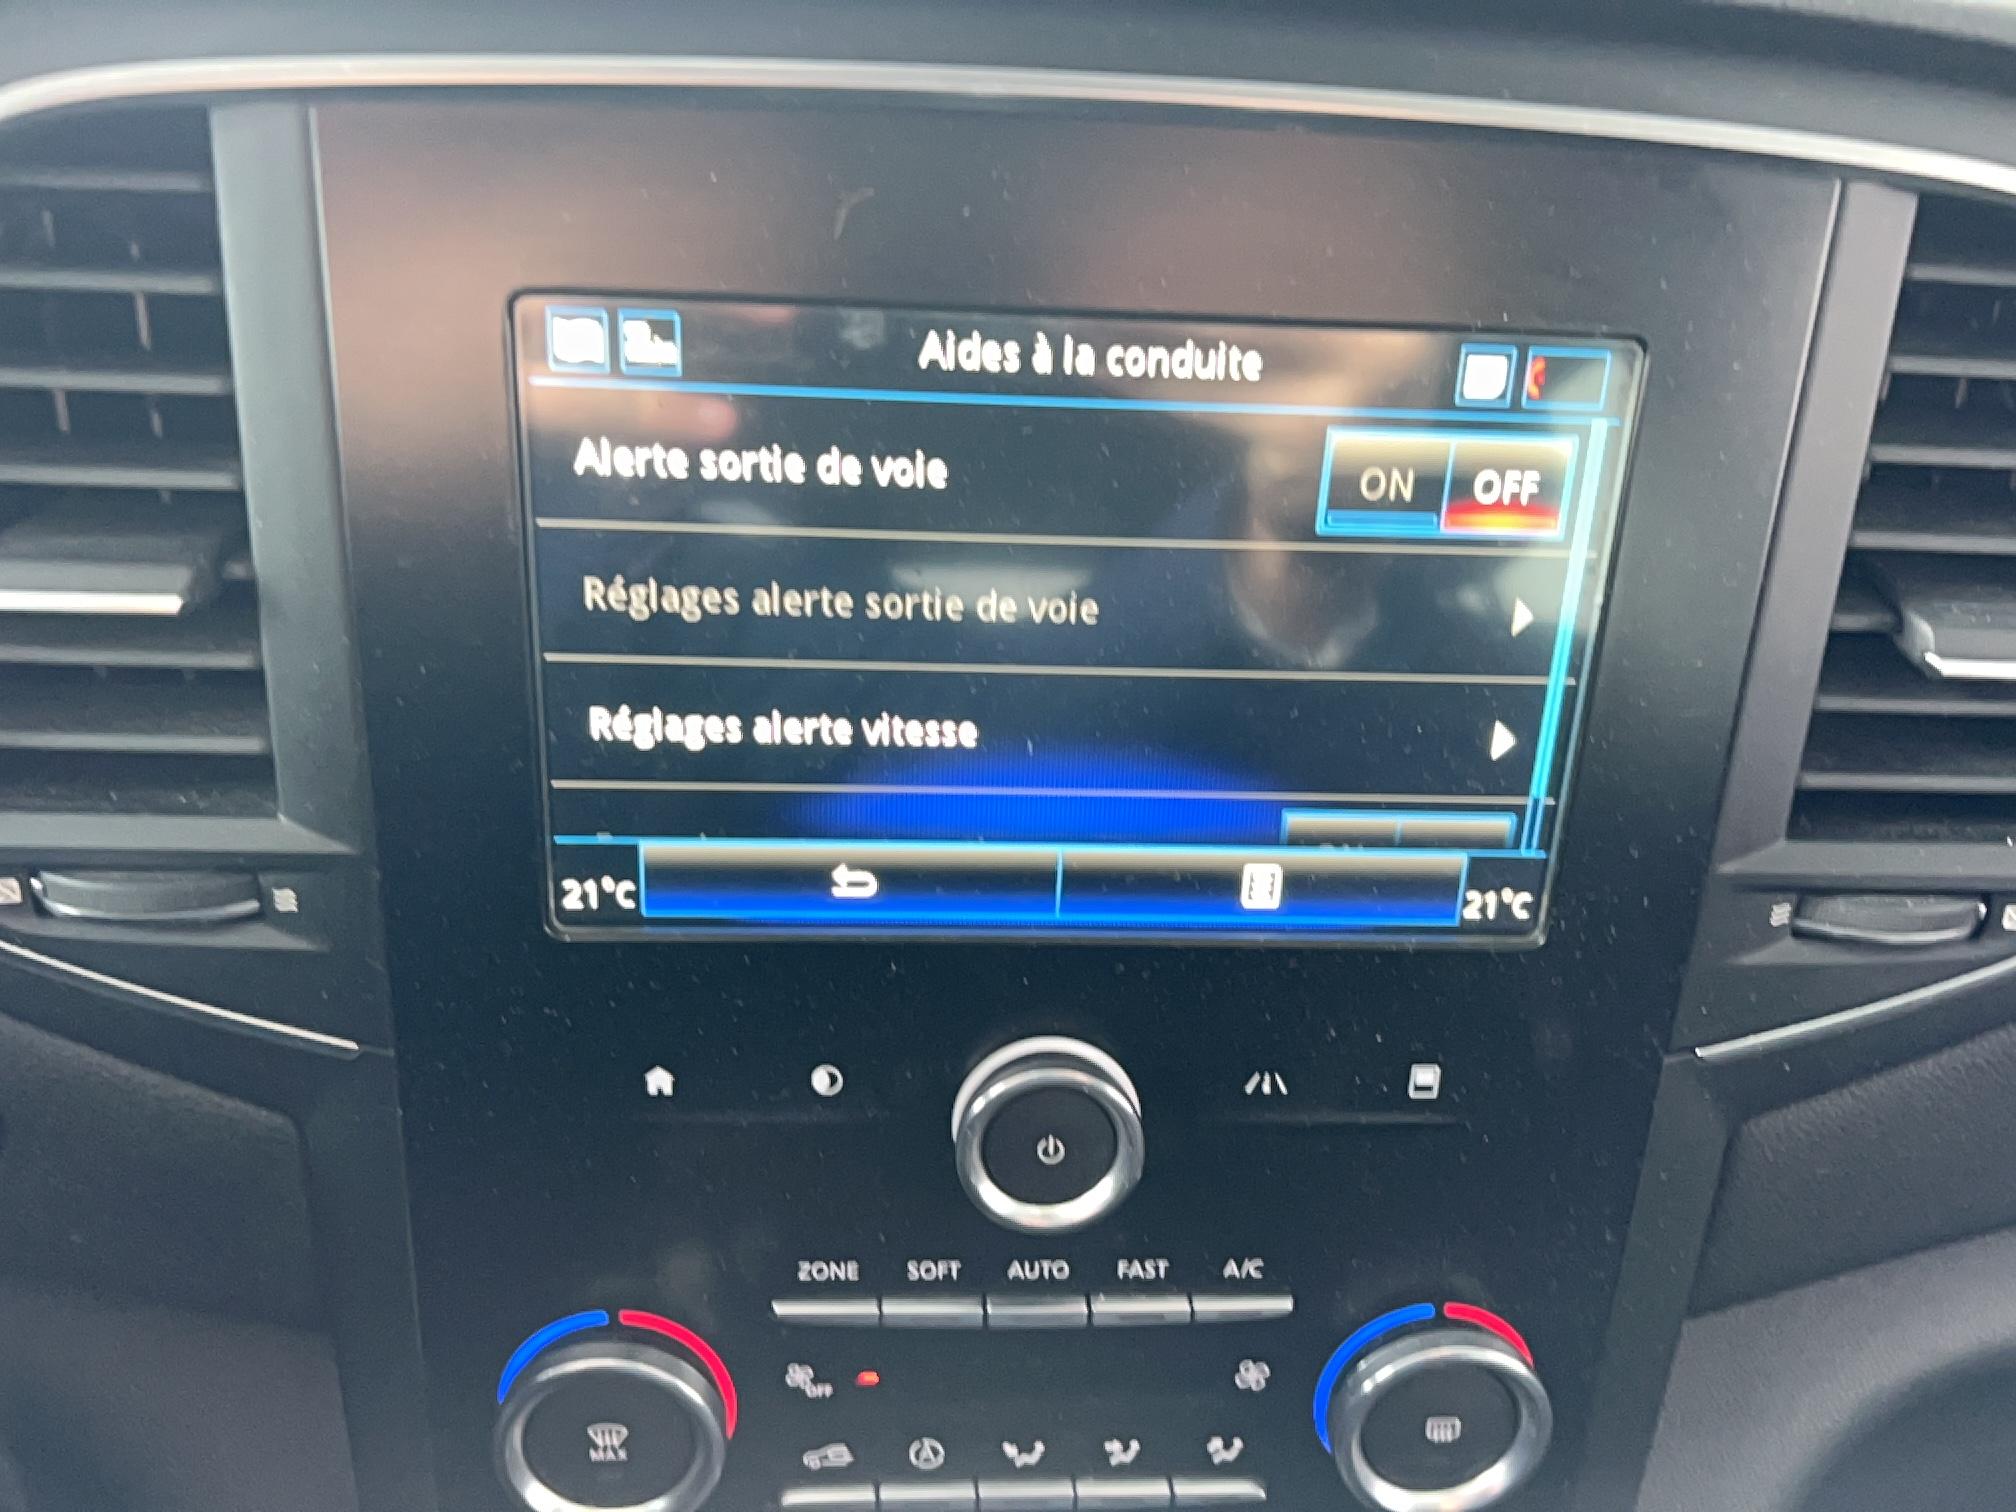 Aides à la conduite
Alerte sortie de voie
ON OFF
Réglages alerte sortie de voie
Réglages alerte vitesse
21°C 21°C
ZONE SOFT AUTO FAST A/C
OFF
MAX